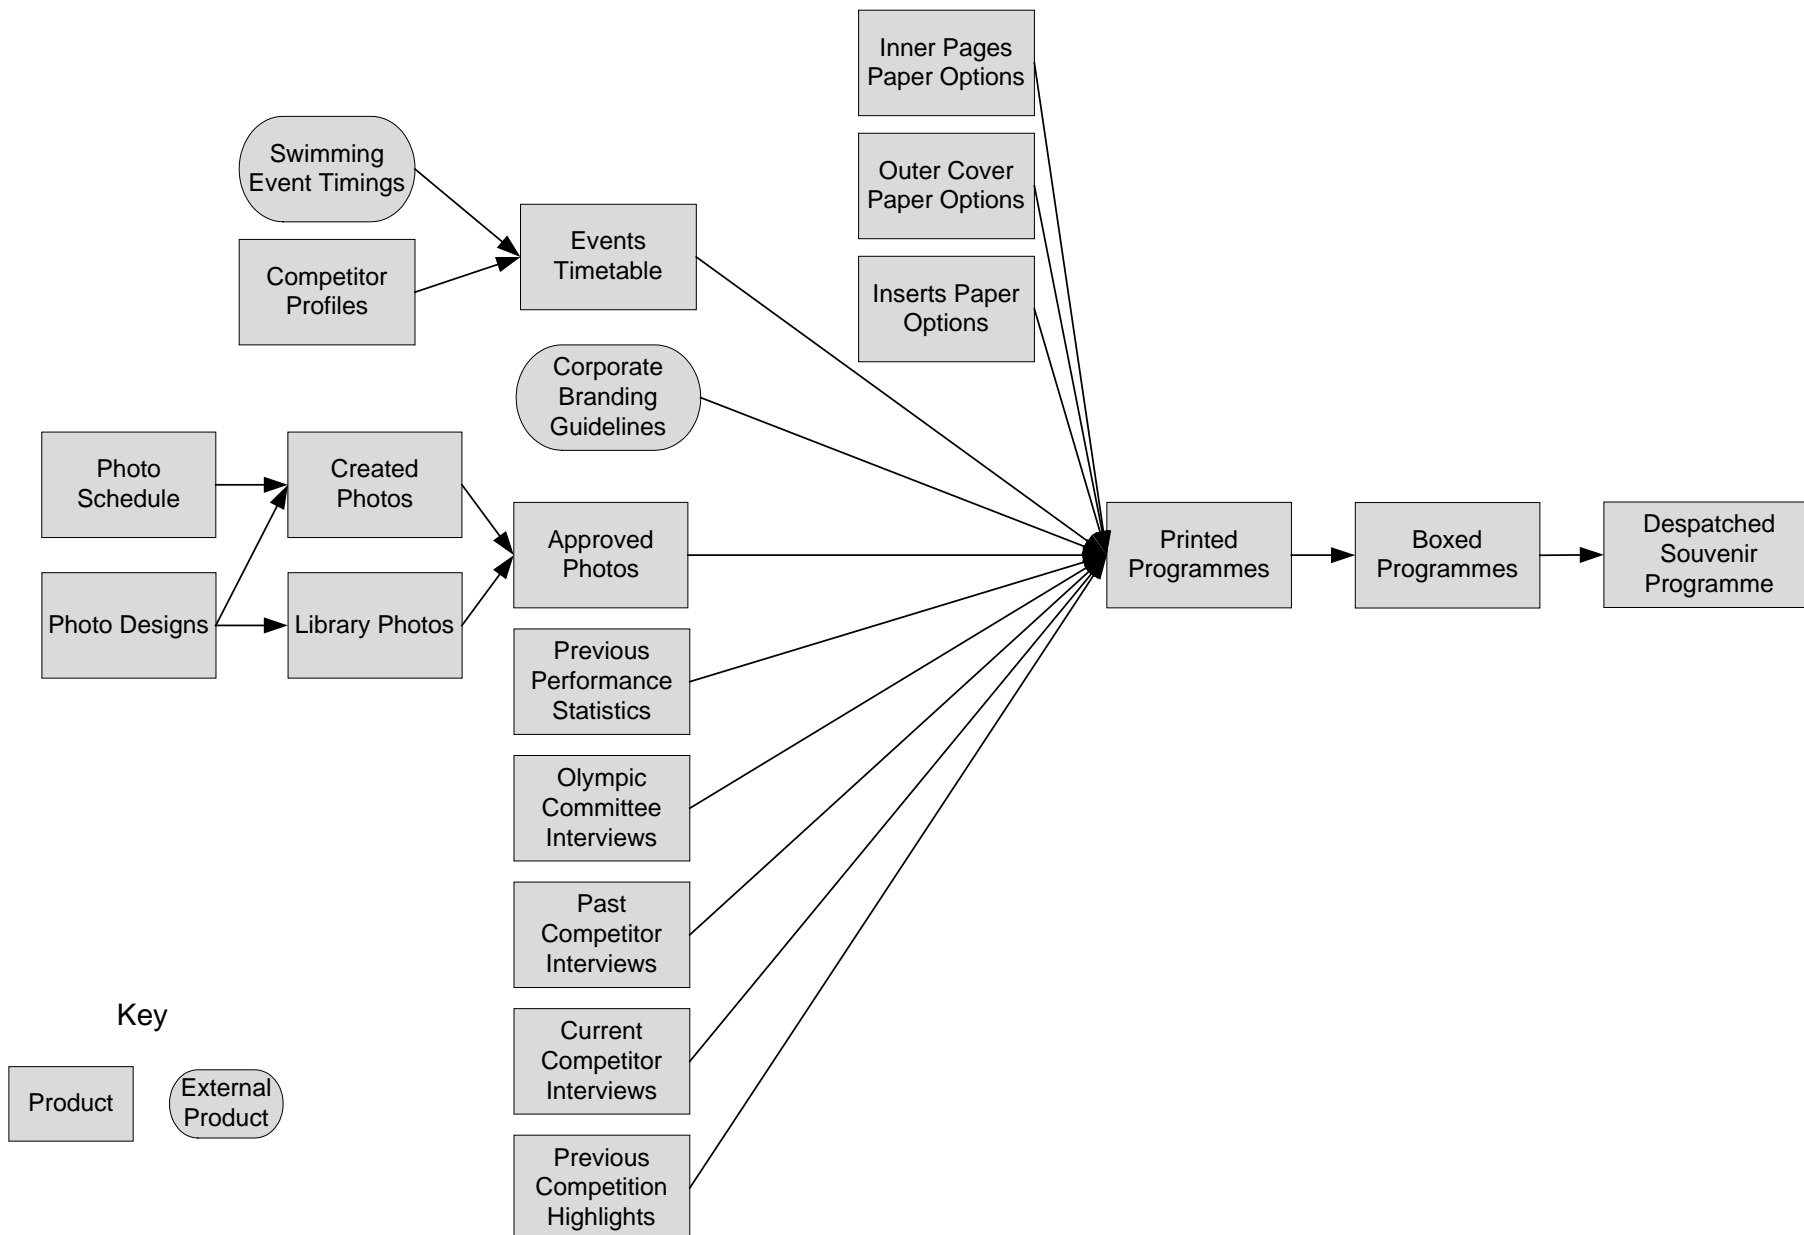 Inner Pages
Paper Options
Swimming
Event Timings
Outer Cover
Paper Options
Events
Timetable
Competitor
Profiles
Inserts Paper
Options
Corporate
Branding
Guidelines
Photo
Schedule
Created
Photos
Approved
Photos
Printed
Programmes
Boxed
Programmes
Despatched
Souvenir
Programme
Photo Designs
Library Photos
Previous
Performance
Statistics
Olympic
Committee
Interviews
Past
Competitor
Interviews
Key
Current
Competitor
Interviews
Product
External
Product
Previous
Competition
Highlights